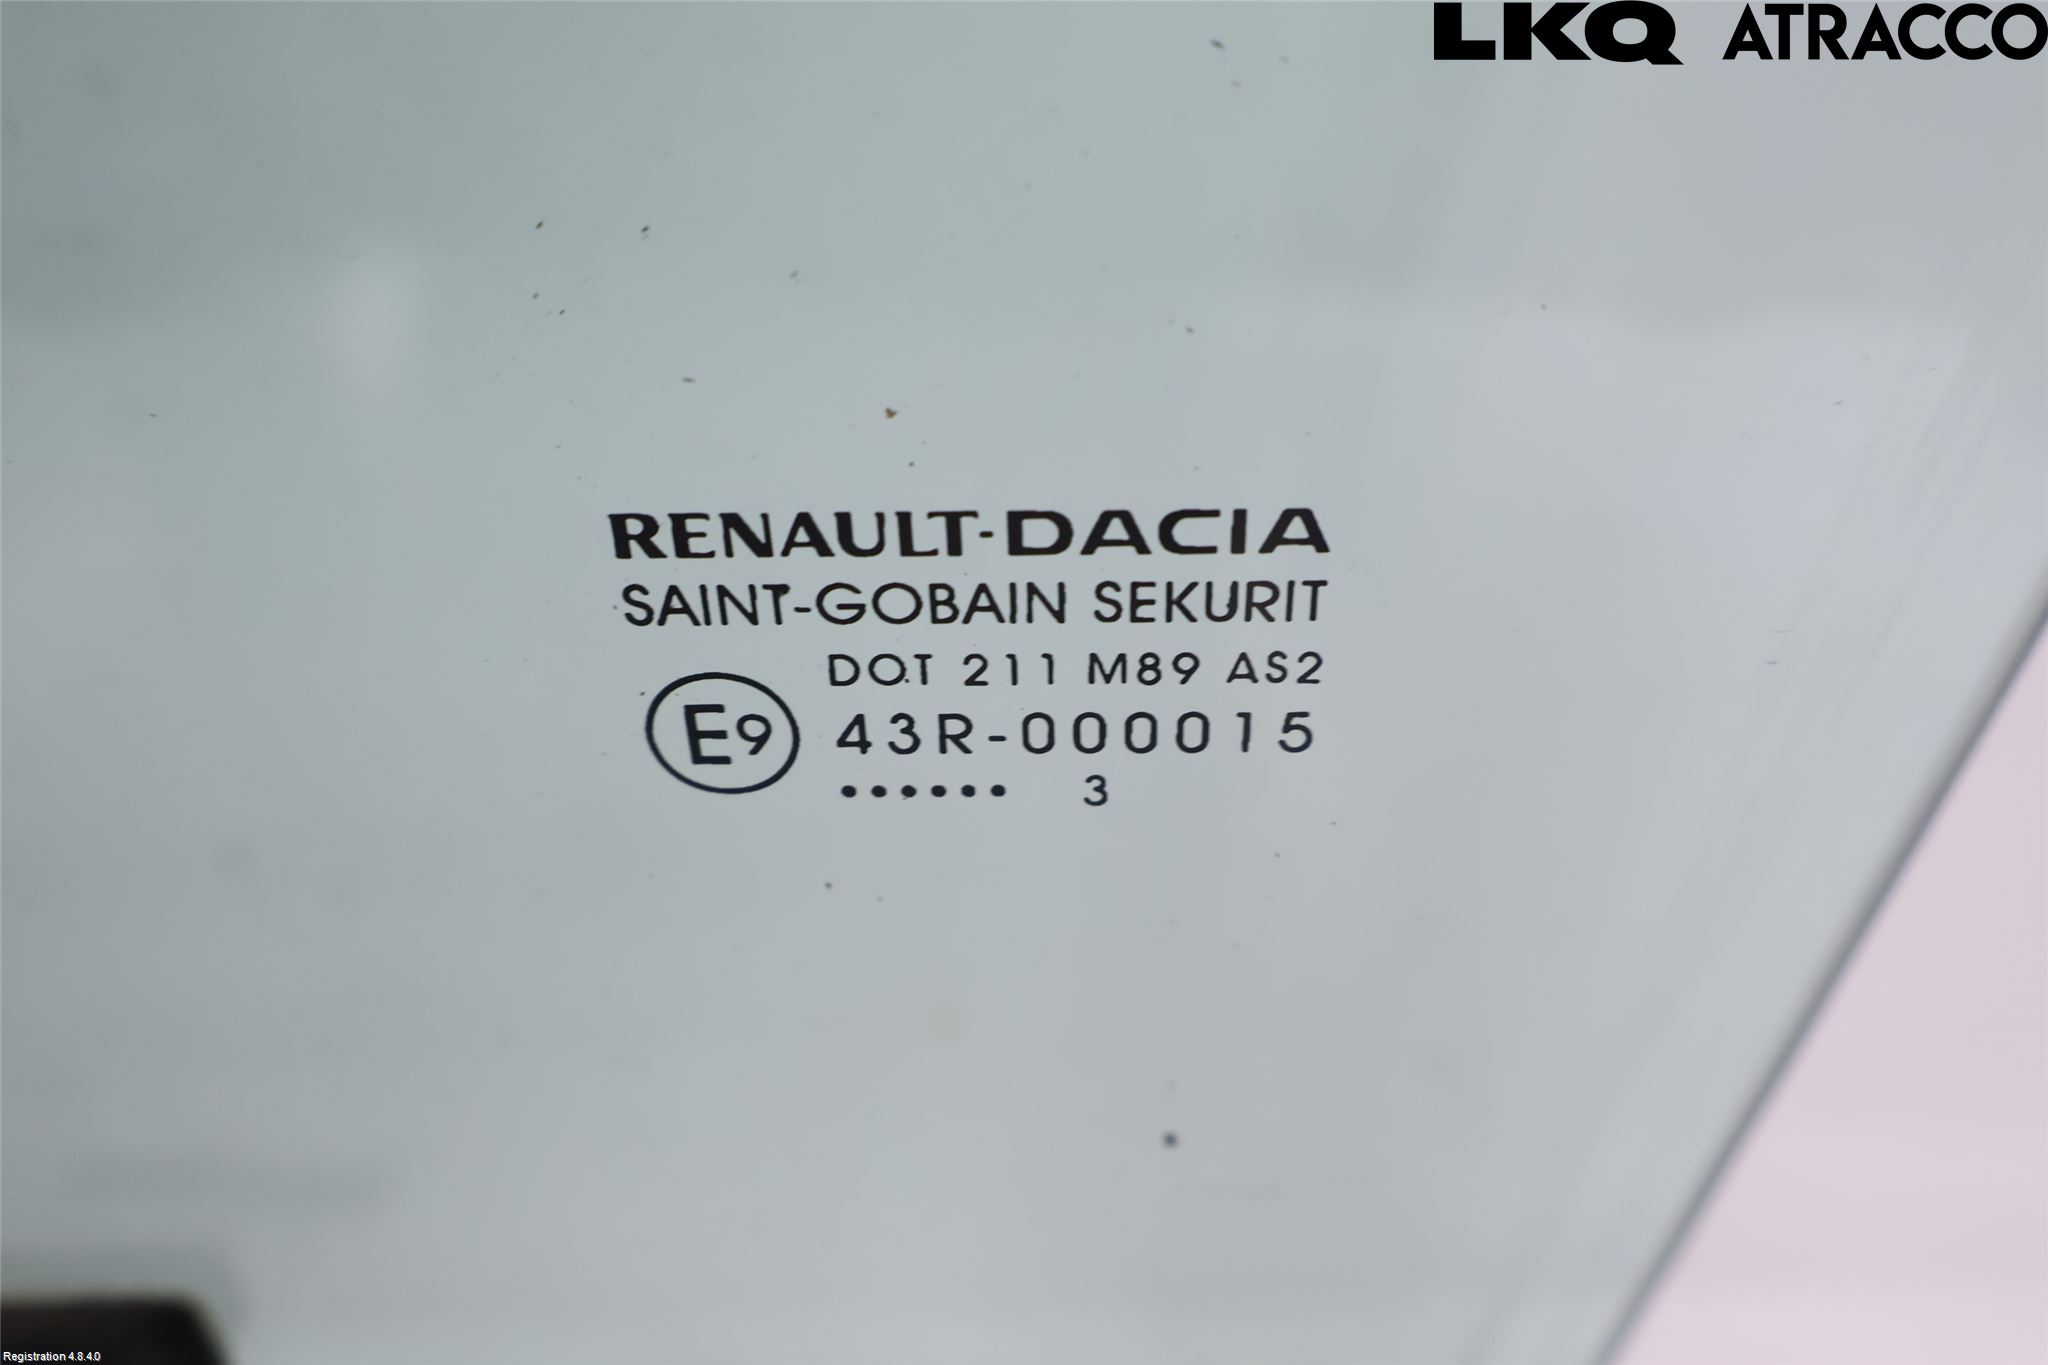 LKQ ATRACCO
RENAULT-DACIA
SAINT-GOBAIN SEKURIT
DOT 211 M89 AS2
E9 43R-000015
...... 3
Registration 4.8.4.0